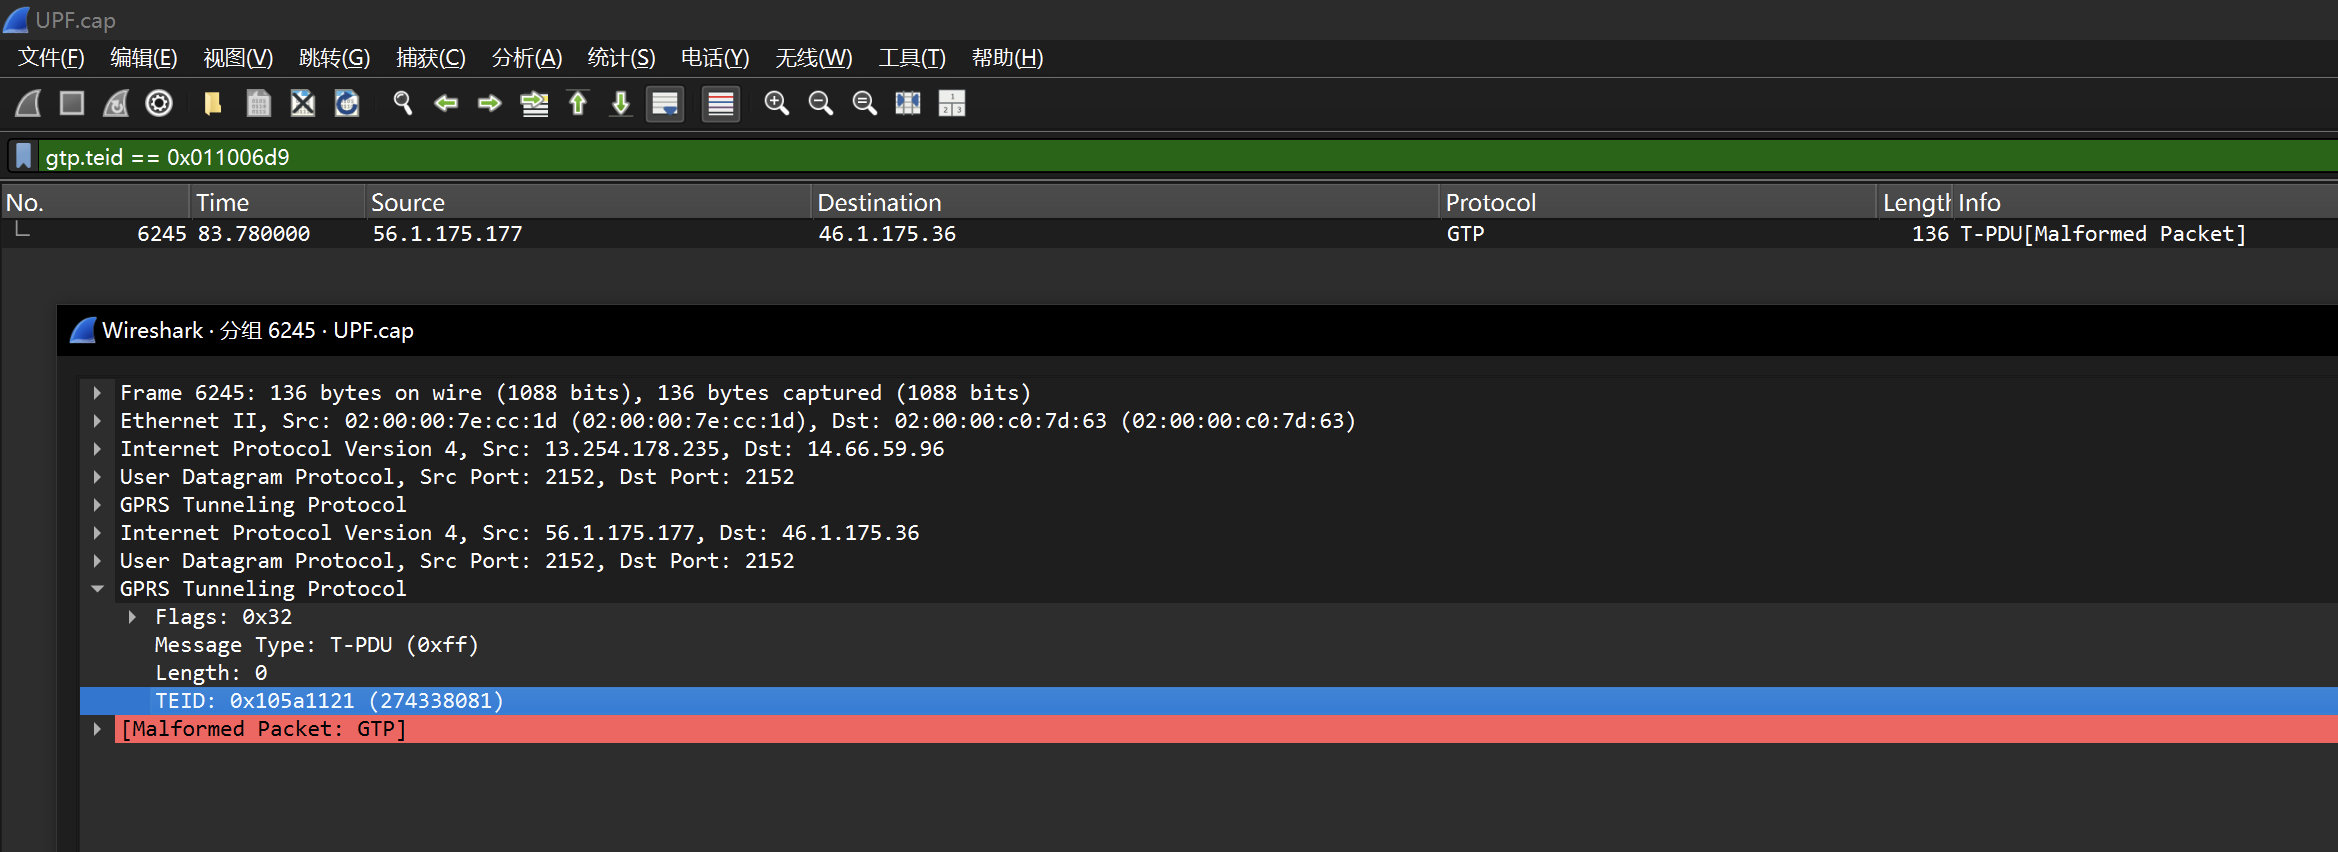 UPF.cap
文件(F) 编辑(E) 视图(V) 跳转(G) 捕获(C) 分析(A) 统计(S) 电话(Y) 无线(W) 工具(T) 帮助(H)
gtp.teid == 0x011006d9
No. Time Source Destination Protocol Length Info
6245 83.780000 56.1.175.177 46.1.175.36 GTP 136 T-PDU[Malformed Packet]
Wireshark · 分组 6245 · UPF.cap
Frame 6245: 136 bytes on wire (1088 bits), 136 bytes captured (1088 bits)
Ethernet II, Src: 02:00:00:7e:cc:1d (02:00:00:7e:cc:1d), Dst: 02:00:00:c0:7d:63 (02:00:00:c0:7d:63)
Internet Protocol Version 4, Src: 13.254.178.235, Dst: 14.66.59.96
User Datagram Protocol, Src Port: 2152, Dst Port: 2152
GPRS Tunneling Protocol
Internet Protocol Version 4, Src: 56.1.175.177, Dst: 46.1.175.36
User Datagram Protocol, Src Port: 2152, Dst Port: 2152
GPRS Tunneling Protocol
Flags: 0x32
Message Type: T-PDU (0xff)
Length: 0
TEID: 0x105a1121 (274338081)
[Malformed Packet: GTP]